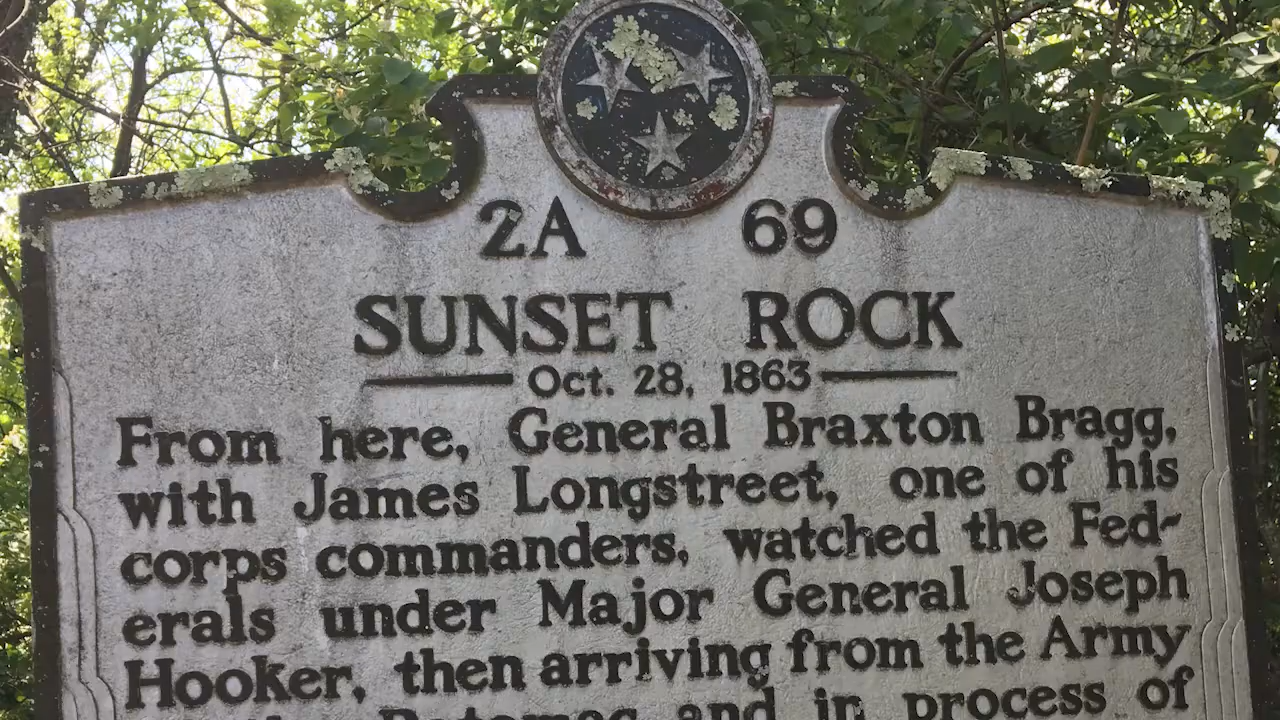 2A 69
SUNSET ROCK
Oct. 28, 1863
From here, General Braxton Bragg,
with James Longstreet, one of his
corps commanders, watched the Fed-
erals under Major General Joseph
Hooker, then arriving from the Army
Potomac and in process of